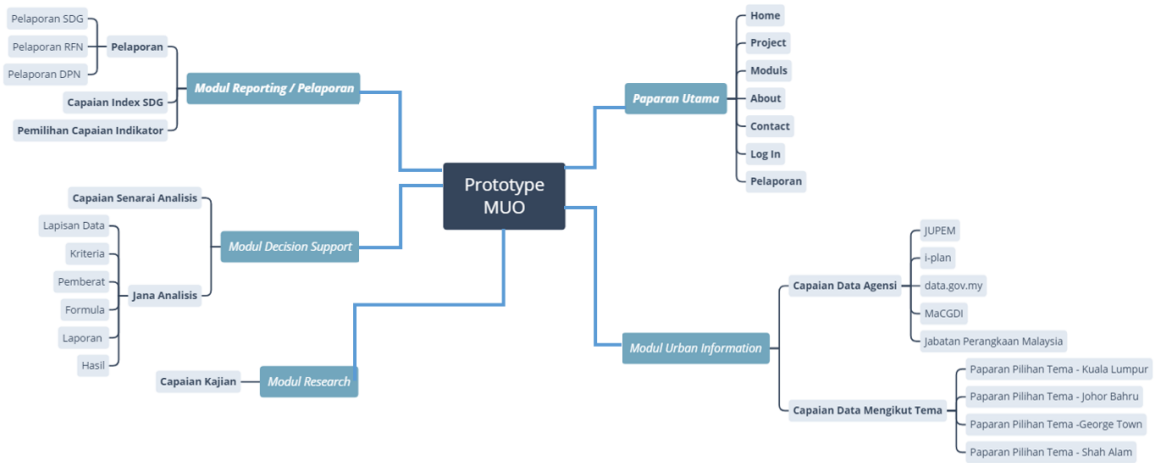 Prototype
MUO
Modul Reporting / Pelaporan
Pelaporan
Pelaporan SDG
Pelaporan RFN
Pelaporan DPN
Capaian Index SDG
Pemilihan Capaian Indikator
Modul Decision Support
Capaian Senarai Analisis
Jana Analisis
Lapisan Data
Kriteria
Pemberat
Formula
Laporan
Hasil
Modul Research
Capaian Kajian
Paparan Utama
Home
Project
Moduls
About
Contact
Log In
Pelaporan
Modul Urban Information
Capaian Data Agensi
JUPEM
i-plan
data.gov.my
MaCGDI
Jabatan Perangkaan Malaysia
Capaian Data Mengikut Tema
Paparan Pilihan Tema - Kuala Lumpur
Paparan Pilihan Tema - Johor Bahru
Paparan Pilihan Tema -George Town
Paparan Pilihan Tema - Shah Alam